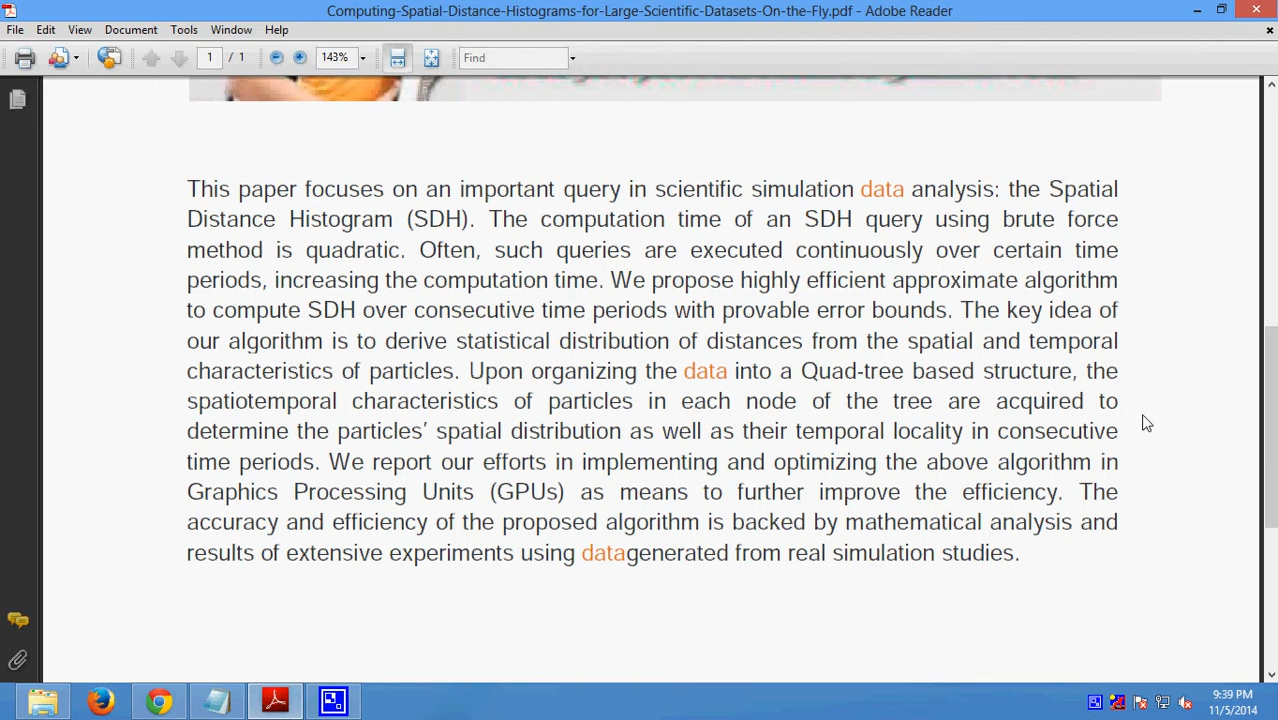 Computing-Spatial-Distance-Histograms-for-Large-Scientific-Datasets-On-the-Fly.pdf - Adobe Reader
File Edit View Document Tools Window Help
1 / 1 143% Find
This paper focuses on an important query in scientific simulation data analysis: the Spatial
Distance Histogram (SDH). The computation time of an SDH query using brute force
method is quadratic. Often, such queries are executed continuously over certain time
periods, increasing the computation time. We propose highly efficient approximate algorithm
to compute SDH over consecutive time periods with provable error bounds. The key idea of
our algorithm is to derive statistical distribution of distances from the spatial and temporal
characteristics of particles. Upon organizing the data into a Quad-tree based structure, the
spatiotemporal characteristics of particles in each node of the tree are acquired to
determine the particles’ spatial distribution as well as their temporal locality in consecutive
time periods. We report our efforts in implementing and optimizing the above algorithm in
Graphics Processing Units (GPUs) as means to further improve the efficiency. The
accuracy and efficiency of the proposed algorithm is backed by mathematical analysis and
results of extensive experiments using datagenerated from real simulation studies.
9:39 PM
11/5/2014